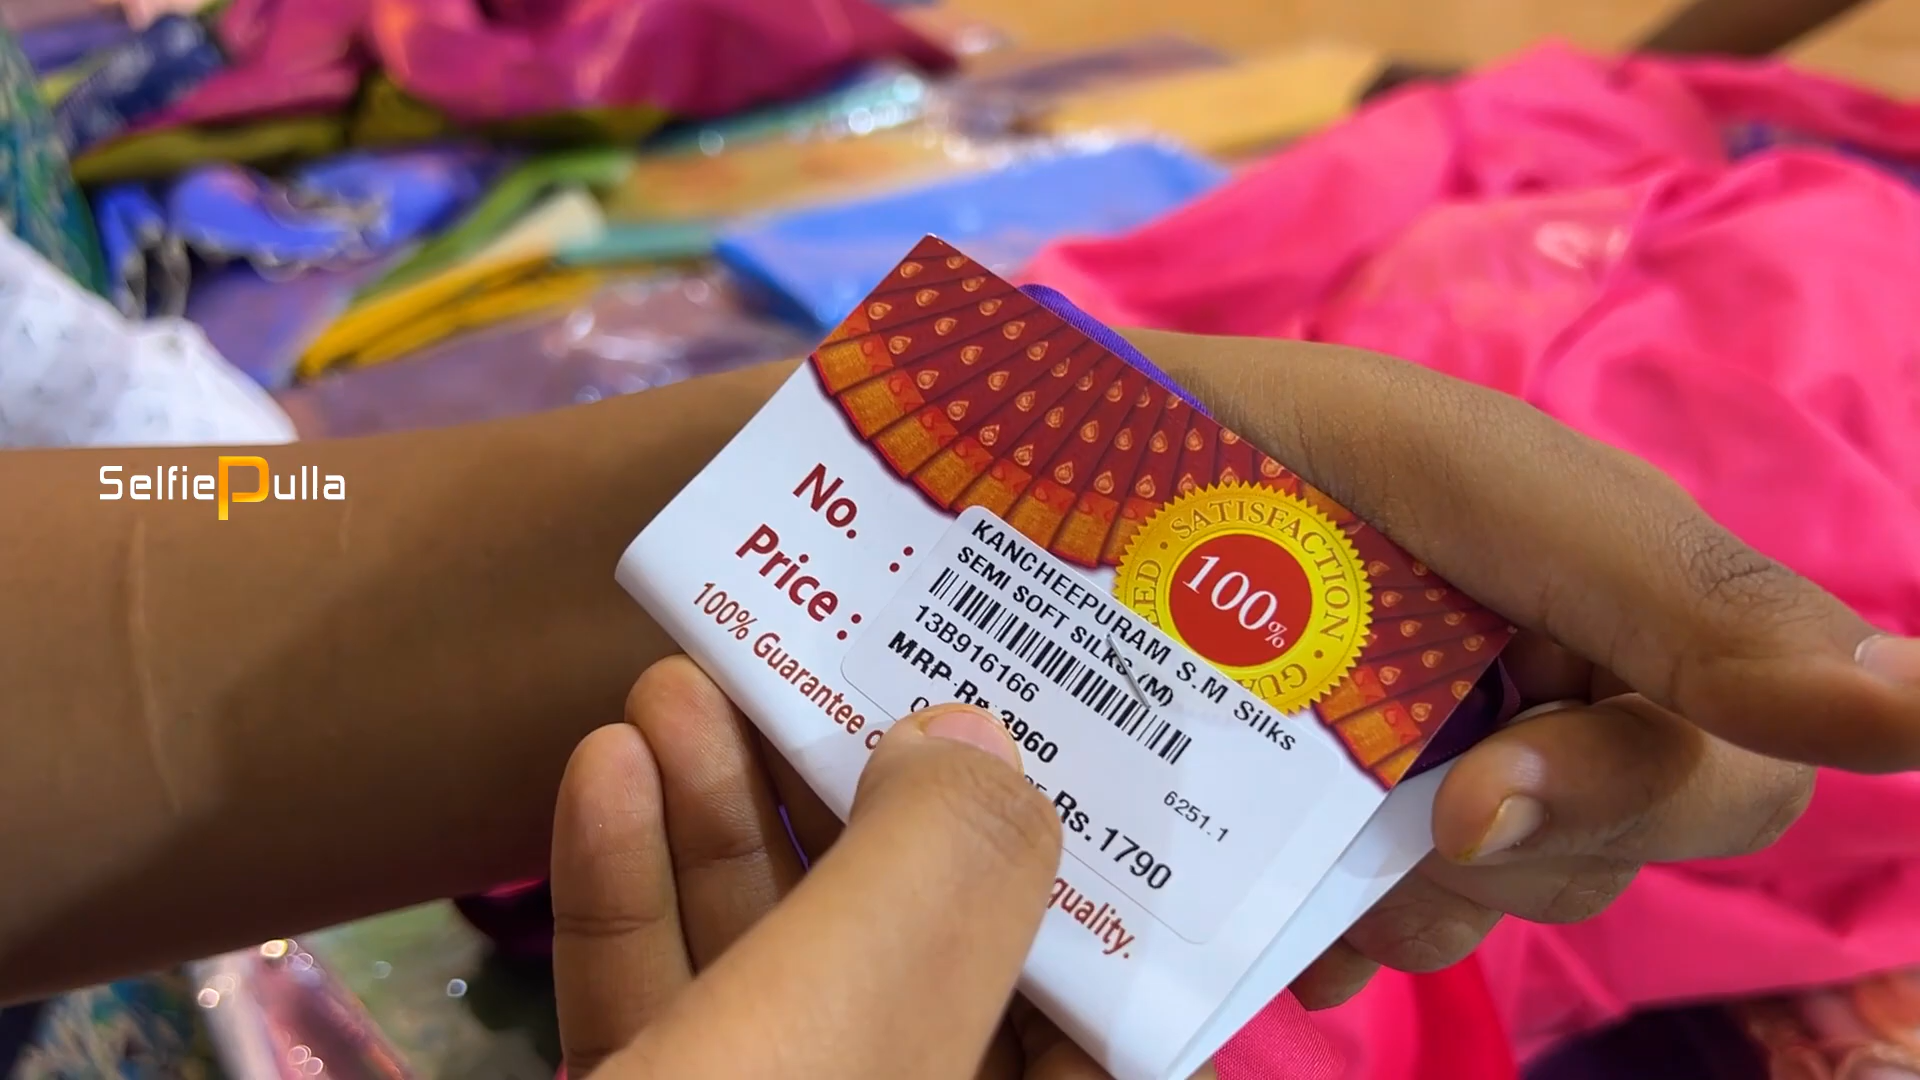 SelfiePulla
No. :
Price :
100% Guarantee
quality.
SATISFACTION
100%
KANCHEEPURAM S.M Silks
SEMI SOFT SILKS (M)
13B916166
MRP Rs.3960
Rs.1790
6251.1